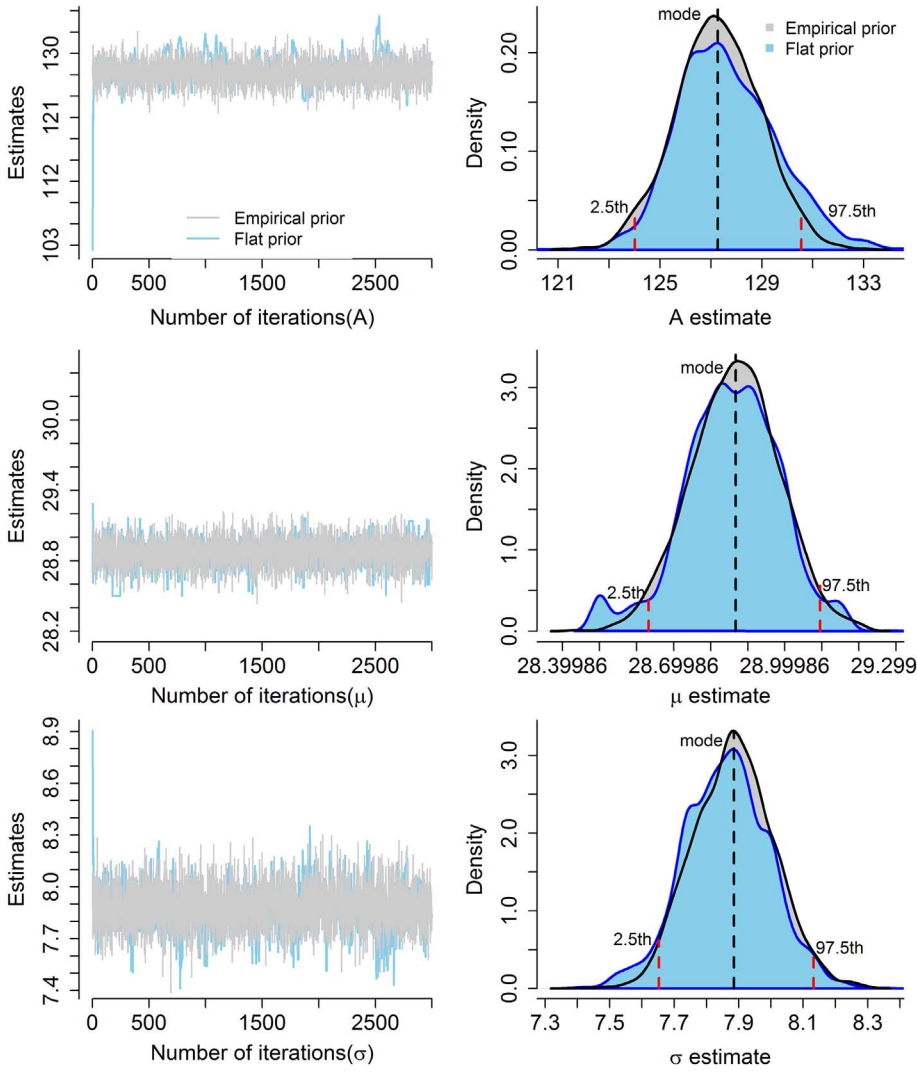 Estimates
130
121
112
103
Empirical prior
Flat prior
0 500 1500 2500
Number of iterations(A)
Density
0.20
0.10
0.00
mode
2.5th
97.5th
Empirical prior
Flat prior
121 125 129 133
A estimate
Estimates
30.0
29.4
28.8
28.2
0 500 1500 2500
Number of iterations(μ)
Density
3.0
2.0
1.0
0.0
mode
2.5th
97.5th
28.39986 28.69986 28.99986 29.299
μ estimate
Estimates
8.9
8.6
8.3
8.0
7.7
7.4
0 500 1500 2500
Number of iterations(σ)
Density
3.0
2.0
1.0
0.0
mode
2.5th
97.5th
7.3 7.5 7.7 7.9 8.1 8.3
σ estimate